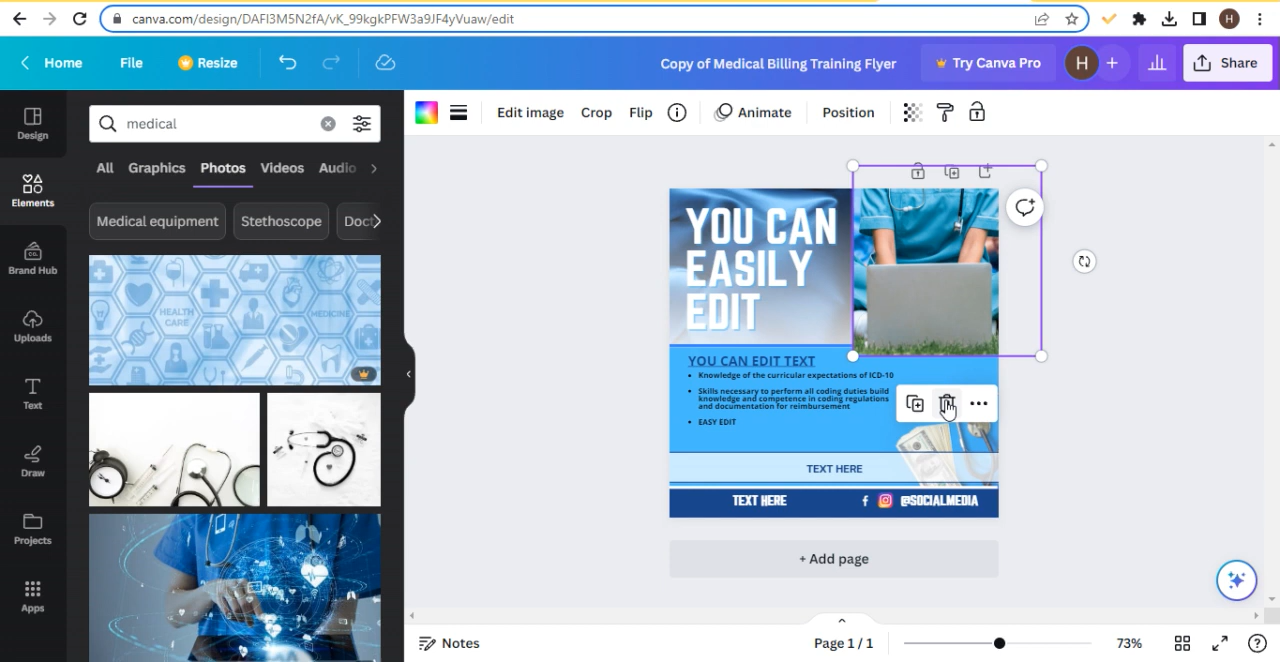 canva.com/design/DAFI3M5N2fA/vK_99kgkPFW3a9JF4yVuaw/edit
H
Home
File
Resize
Copy of Medical Billing Training Flyer
Try Canva Pro
H
+
Share
Design
Elements
Brand Hub
Uploads
Text
Draw
Projects
Apps
medical
All
Graphics
Photos
Videos
Audio
Medical equipment
Stethoscope
Doct
HEALTH
CARE
MEDICINE
Edit image
Crop
Flip
Animate
Position
YOU CAN
EASILY
EDIT
YOU CAN EDIT TEXT
• Knowledge of the curricular expectations of ICD-10
• Skills necessary to perform all coding duties build
knowledge and competence in coding regulations
and documentation for reimbursement
• EASY EDIT
TEXT HERE
TEXT HERE
@SOCIALMEDIA
+ Add page
Notes
Page 1 / 1
73%